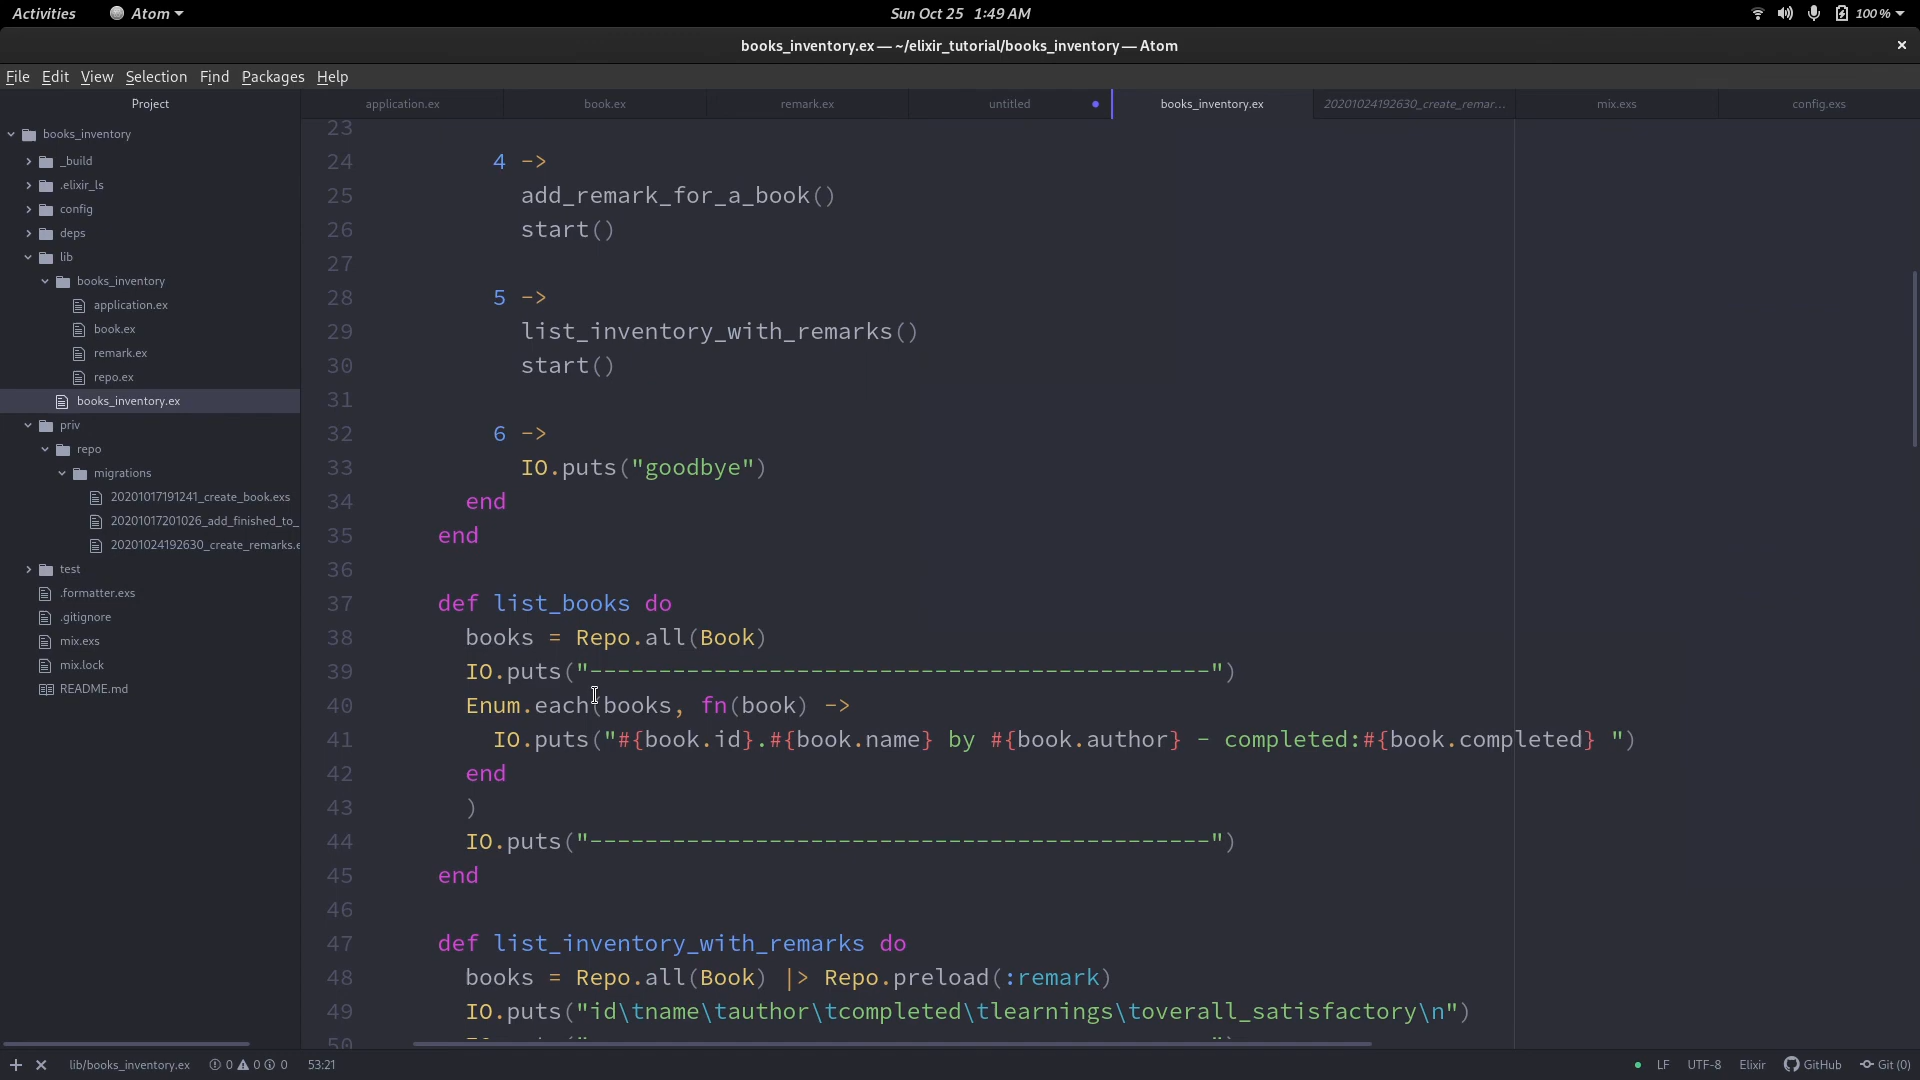 Activities Atom Sun Oct 25 1:49 AM 100 %
books_inventory.ex — ~/elixir_tutorial/books_inventory — Atom
File Edit View Selection Find Packages Help
Project application.ex book.ex remark.ex untitled books_inventory.ex 20201024192630_create_remar... mix.exs config.exs
books_inventory
_build
.elixir_ls
config
deps
lib
books_inventory
application.ex
book.ex
remark.ex
repo.ex
books_inventory.ex
priv
repo
migrations
20201017191241_create_book.exs
20201017201026_add_finished_to_
20201024192630_create_remarks.e
test
.formatter.exs
.gitignore
mix.exs
mix.lock
README.md
23
24 4 ->
25 add_remark_for_a_book()
26 start()
27
28 5 ->
29 list_inventory_with_remarks()
30 start()
31
32 6 ->
33 IO.puts("goodbye")
34 end
35 end
36
37 def list_books do
38 books = Repo.all(Book)
39 IO.puts("---------------------------------------------")
40 Enum.each(books, fn(book) ->
41 IO.puts("#{book.id}.#{book.name} by #{book.author} - completed:#{book.completed} ")
42 end
43 )
44 IO.puts("---------------------------------------------")
45 end
46
47 def list_inventory_with_remarks do
48 books = Repo.all(Book) |> Repo.preload(:remark)
49 IO.puts("id\tname\tauthor\tcompleted\tlearnings\toverall_satisfactory\n")
50
lib/books_inventory.ex 0 0 0 53:21 LF UTF-8 Elixir GitHub Git (0)